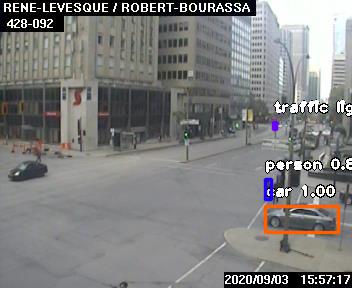 RENE-LEVESQUE / ROBERT-BOURASSA
428-092
traffic lig
person 0.8
car 1.00
2020/09/03 15:57:17